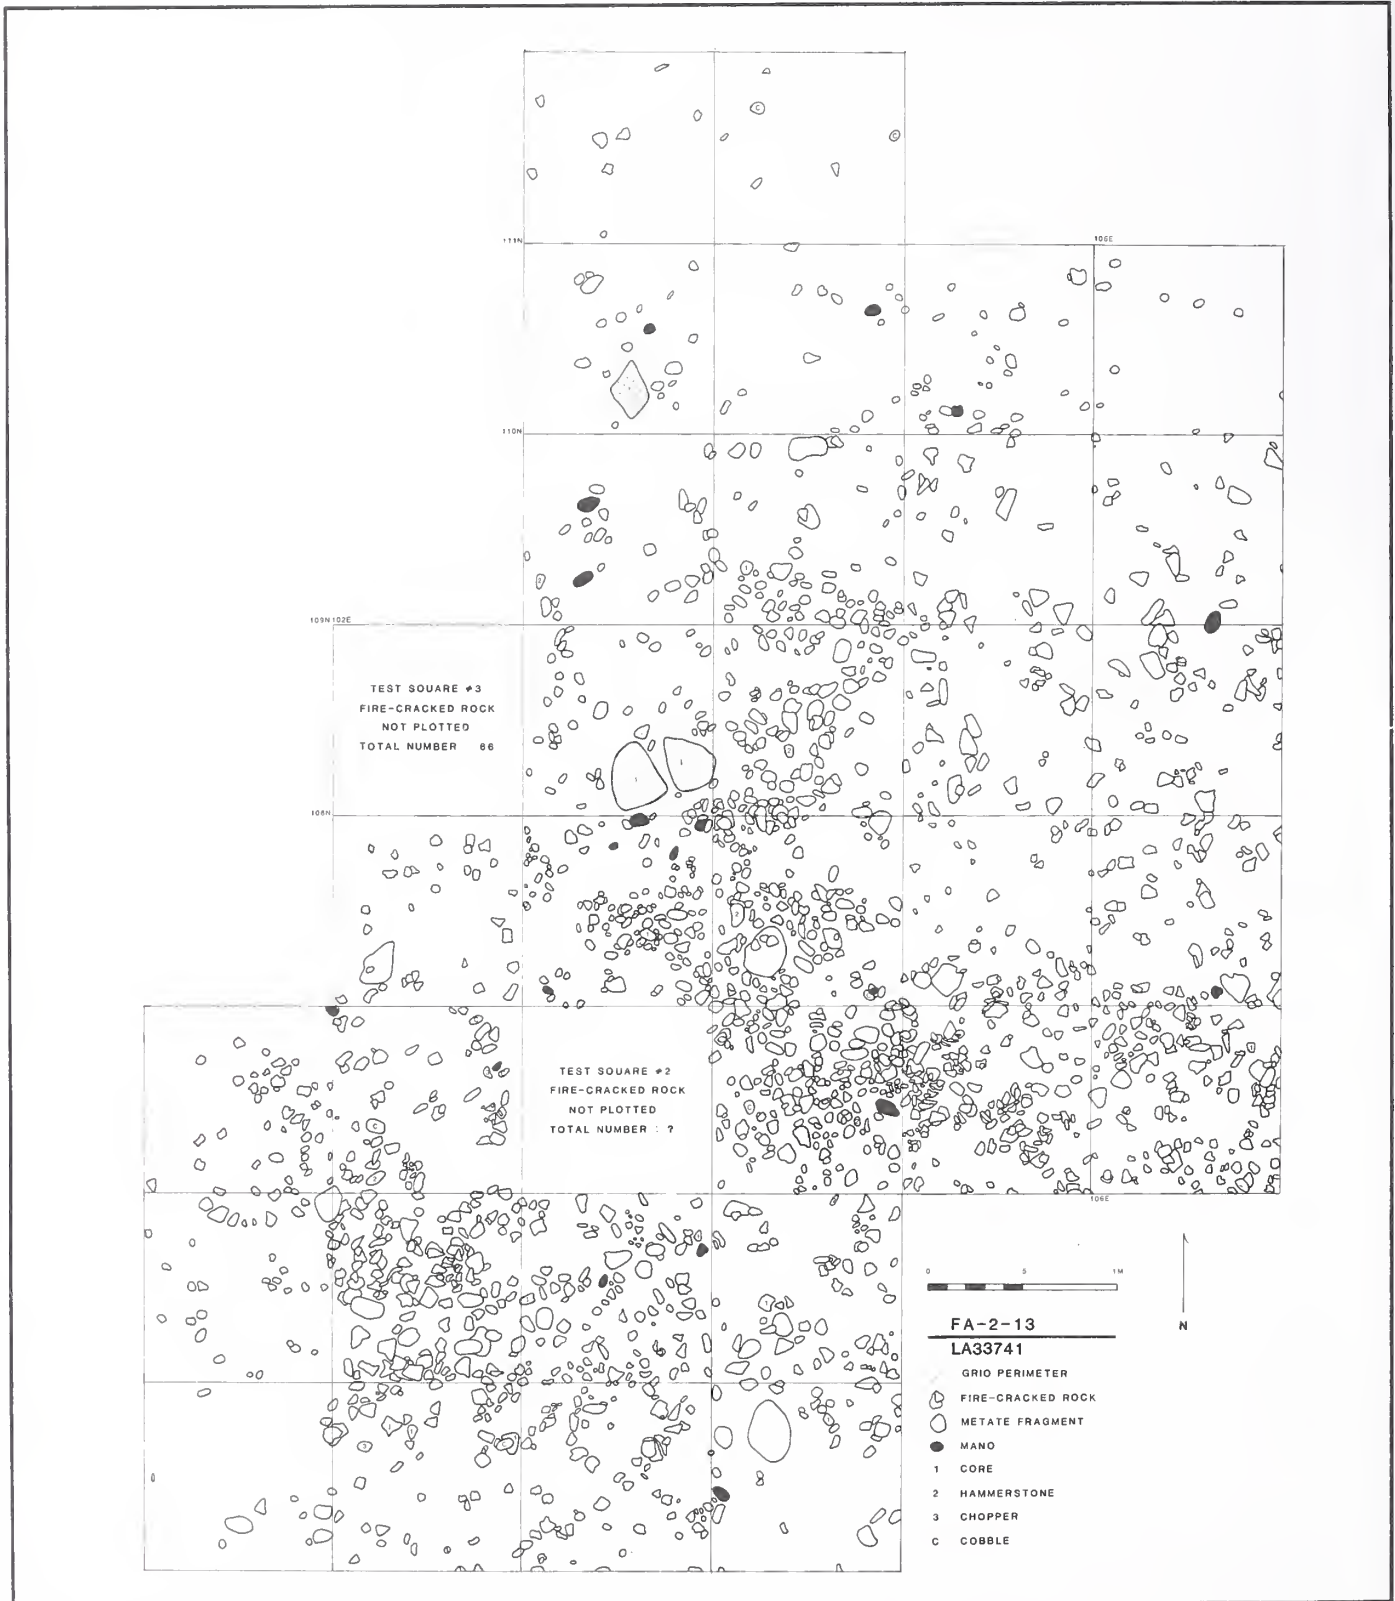 C
C
111N
106E
110N
109N 102E
TEST SQUARE #3
FIRE-CRACKED ROCK
NOT PLOTTED
TOTAL NUMBER 66
108N
TEST SQUARE #2
FIRE-CRACKED ROCK
NOT PLOTTED
TOTAL NUMBER : ?
106E
0 5 1M
N
FA-2-13
LA33741
GRIO PERIMETER
FIRE-CRACKED ROCK
METATE FRAGMENT
MANO
1 CORE
2 HAMMERSTONE
3 CHOPPER
C COBBLE